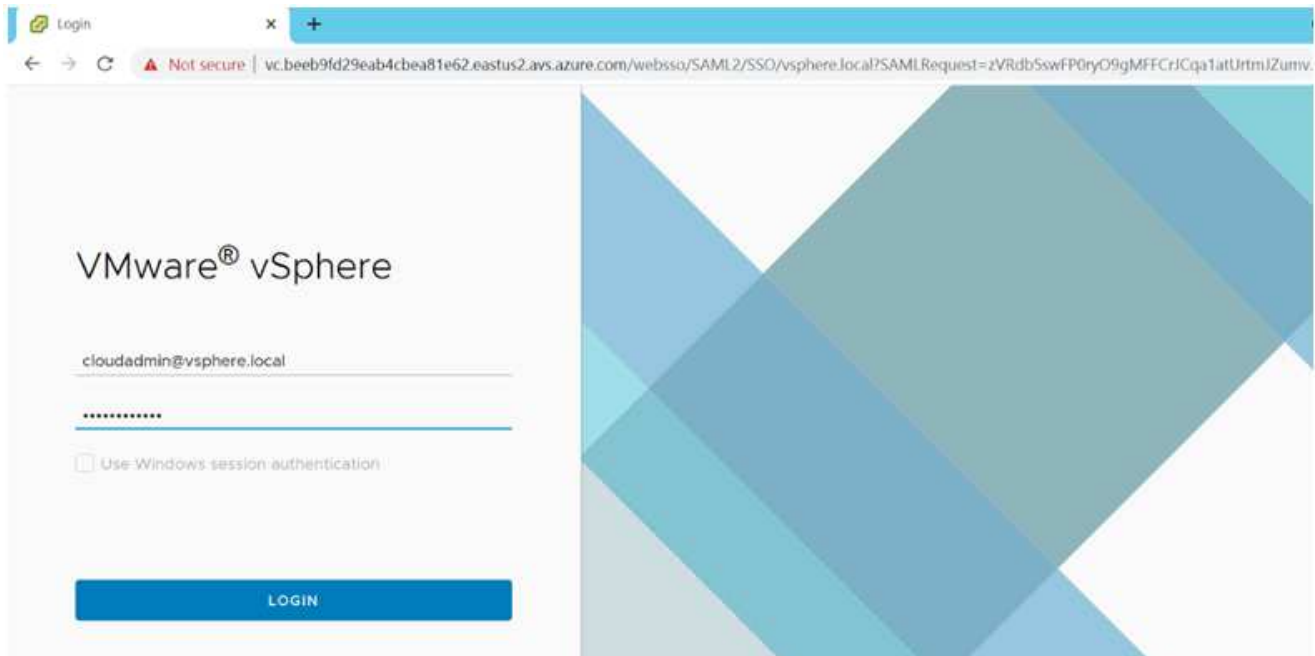 Login
Not secure | vc.beeb9fd29eab4cbea81e62.eastus2.avs.azure.com/websso/SAML2/SSO/vsphere.local?SAMLRequest=zVRdb5swFP0ryO9gMFFCrJCqa1atUrtmJZumv.
VMware® vSphere
cloudadmin@vsphere.local
Use Windows session authentication
LOGIN